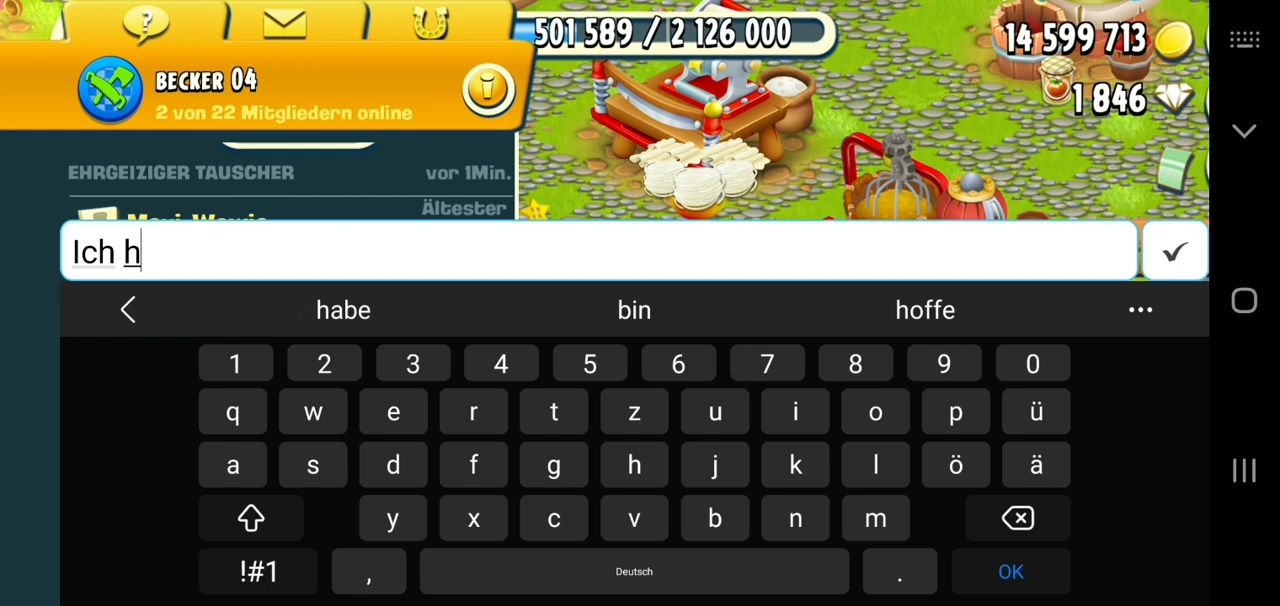 501 589 / 2 126 000
14 599 713
BECKER 04
2 von 22 Mitgliedern online
1 846
EHRGEIZIGER TAUSCHER
vor 1Min.
Ältester
Ich h
habe
bin
hoffe
1 2 3 4 5 6 7 8 9 0
q w e r t z u i o p ü
a s d f g h j k l ö ä
y x c v b n m
!#1 , Deutsch . OK